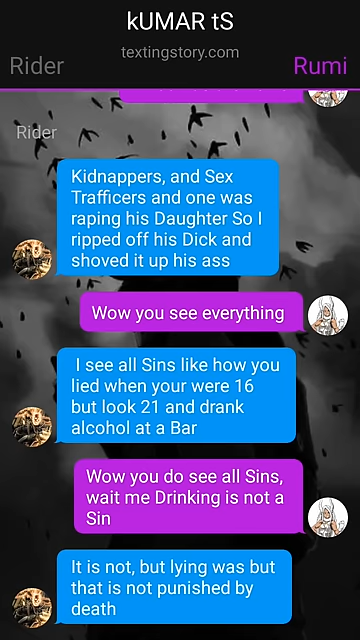 kUMAR tS
textingstory.com
Rider
Rumi
Rider
Kidnappers, and Sex
Trafficers and one was
raping his Daughter So I
ripped off his Dick and
shoved it up his ass
Wow you see everything
I see all Sins like how you
lied when your were 16
but look 21 and drank
alcohol at a Bar
Wow you do see all Sins,
wait me Drinking is not a
Sin
It is not, but lying was but
that is not punished by
death